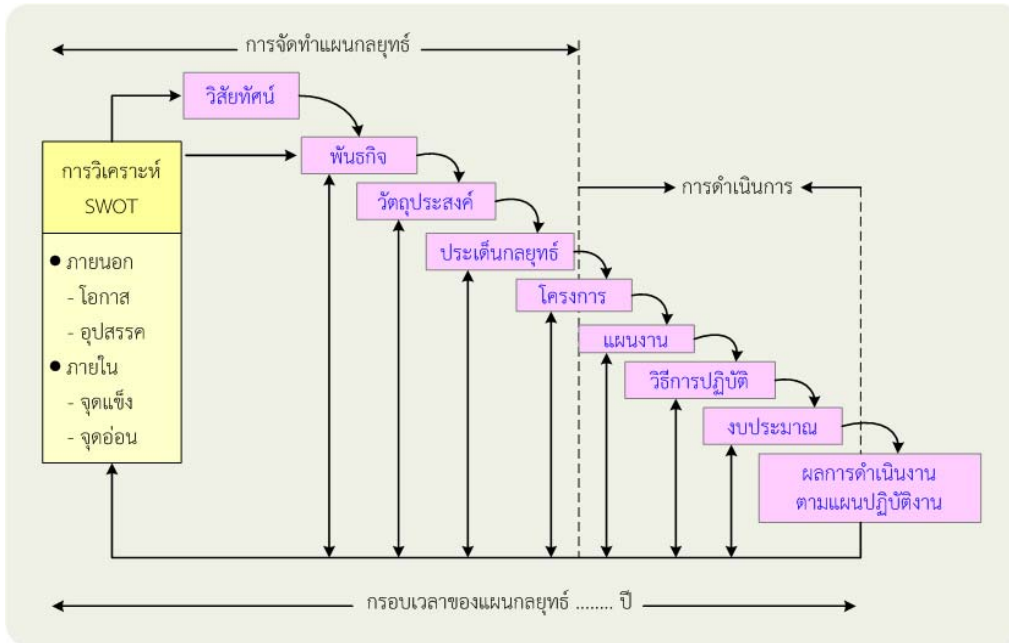 การจัดทำแผนกลยุทธ์
วิสัยทัศน์
พันธกิจ
การวิเคราะห์
SWOT
วัตถุประสงค์
การดำเนินการ
ประเด็นกลยุทธ์
● ภายนอก
- โอกาส
- อุปสรรค
● ภายใน
- จุดแข็ง
- จุดอ่อน
โครงการ
แผนงาน
วิธีการปฏิบัติ
งบประมาณ
ผลการดำเนินงาน
ตามแผนปฏิบัติงาน
กรอบเวลาของแผนกลยุทธ์ ........ ปี